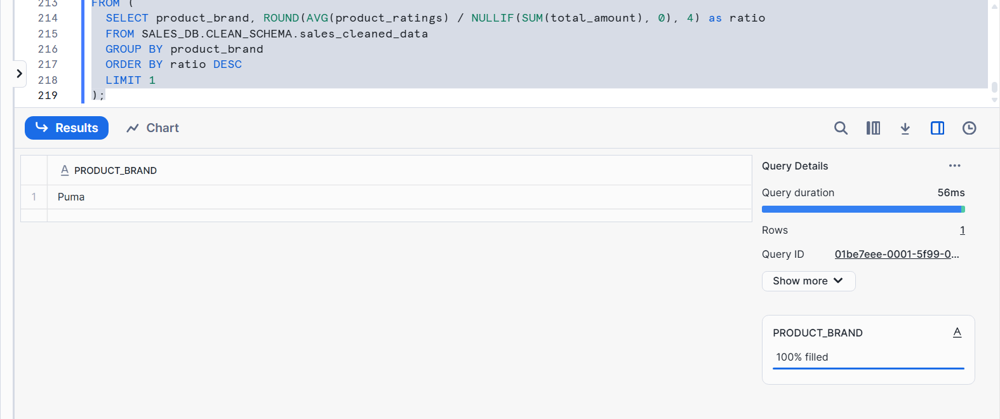 213 FROM (
214 SELECT product_brand, ROUND(AVG(product_ratings) / NULLIF(SUM(total_amount), 0), 4) as ratio
215 FROM SALES_DB.CLEAN_SCHEMA.sales_cleaned_data
216 GROUP BY product_brand
217 ORDER BY ratio DESC
218 LIMIT 1
219 );
Results Chart
A PRODUCT_BRAND
1 Puma
Query Details ...
Query duration 56ms
Rows 1
Query ID 01be7eee-0001-5f99-0...
Show more
PRODUCT_BRAND A
100% filled